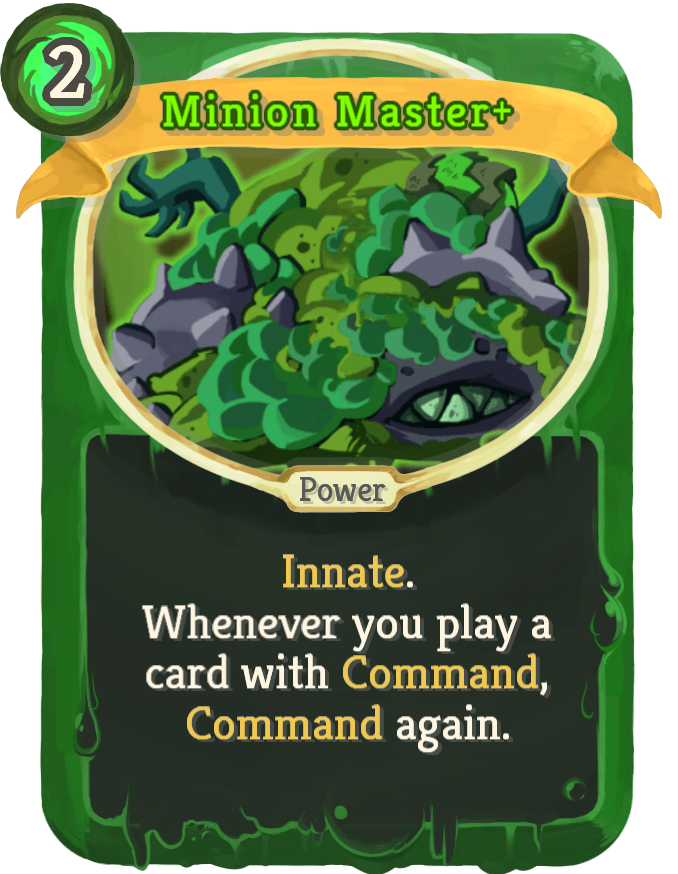 2
Minion Master+
Power
Innate.
Whenever you play a
card with Command,
Command again.